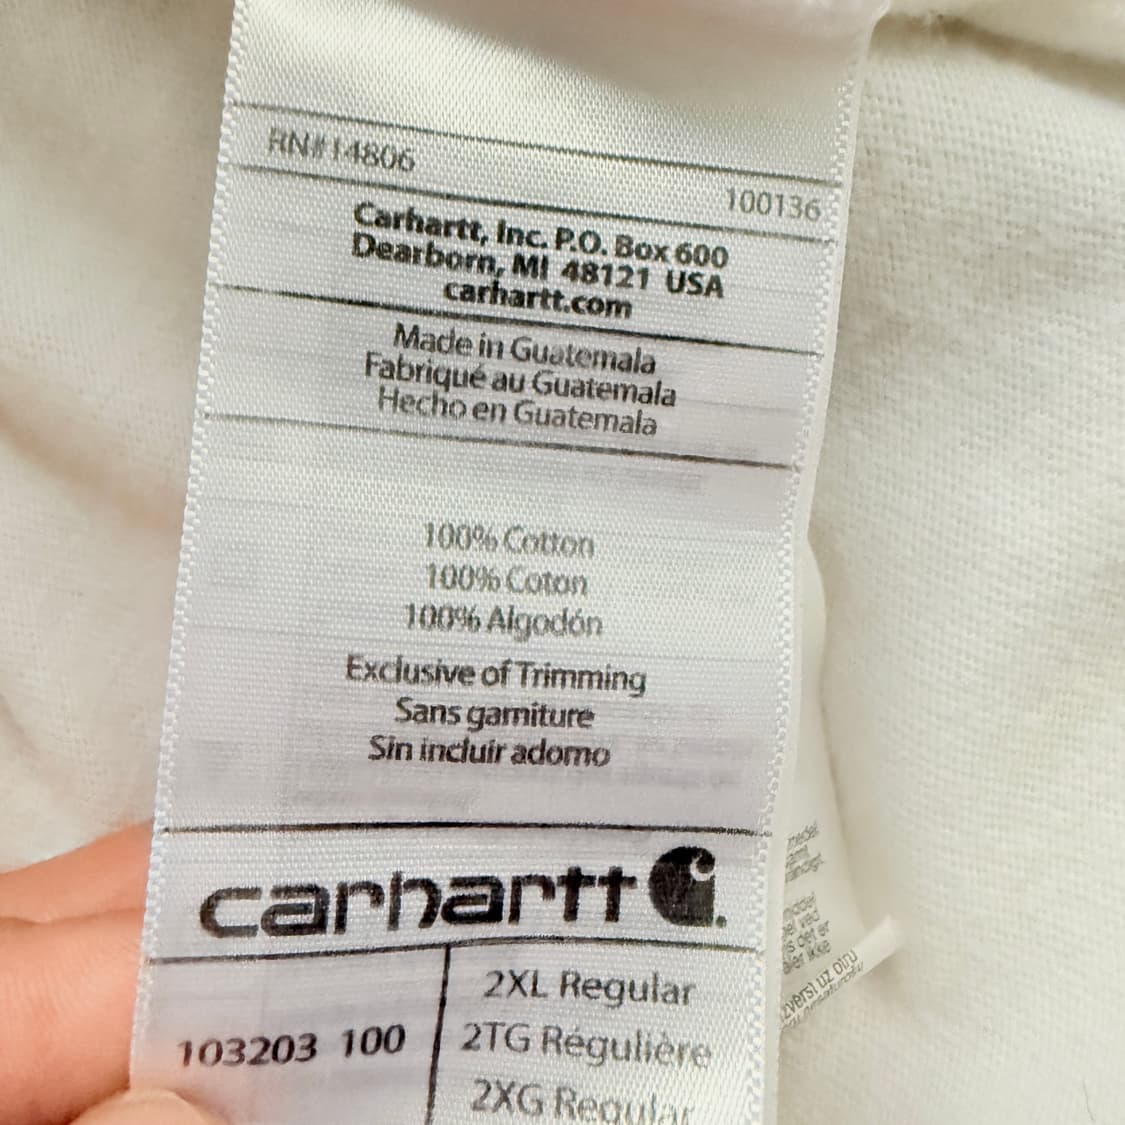 RN#14806
100136
Carhartt, Inc. P.O. Box 600
Dearborn, MI 48121 USA
carhartt.com
Made in Guatemala
Fabriqué au Guatemala
Hecho en Guatemala
100% Cotton
100% Coton
100% Algodón
Exclusive of Trimming
Sans garniture
Sin incluir adorno
carhartt
103203 100
2XL Regular
2TG Régulière
2XG Regular